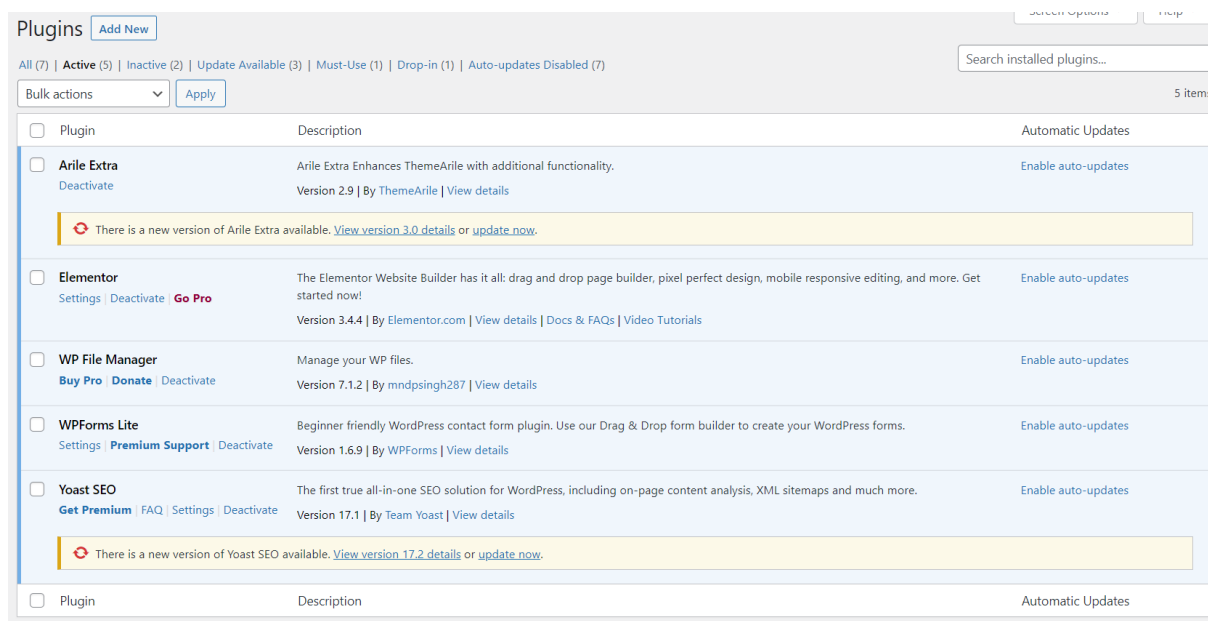 Screen Options Help
Plugins Add New
All (7) | Active (5) | Inactive (2) | Update Available (3) | Must-Use (1) | Drop-in (1) | Auto-updates Disabled (7)
Search installed plugins...
Bulk actions Apply
5 items
Plugin Description Automatic Updates
Arile Extra Arile Extra Enhances ThemeArile with additional functionality. Enable auto-updates
Deactivate Version 2.9 | By ThemeArile | View details
There is a new version of Arile Extra available. View version 3.0 details or update now.
Elementor The Elementor Website Builder has it all: drag and drop page builder, pixel perfect design, mobile responsive editing, and more. Get Enable auto-updates
Settings | Deactivate | Go Pro started now!
Version 3.4.4 | By Elementor.com | View details | Docs & FAQs | Video Tutorials
WP File Manager Manage your WP files. Enable auto-updates
Buy Pro | Donate | Deactivate Version 7.1.2 | By mndpsingh287 | View details
WPForms Lite Beginner friendly WordPress contact form plugin. Use our Drag & Drop form builder to create your WordPress forms. Enable auto-updates
Settings | Premium Support | Deactivate Version 1.6.9 | By WPForms | View details
Yoast SEO The first true all-in-one SEO solution for WordPress, including on-page content analysis, XML sitemaps and much more. Enable auto-updates
Get Premium | FAQ | Settings | Deactivate Version 17.1 | By Team Yoast | View details
There is a new version of Yoast SEO available. View version 17.2 details or update now.
Plugin Description Automatic Updates